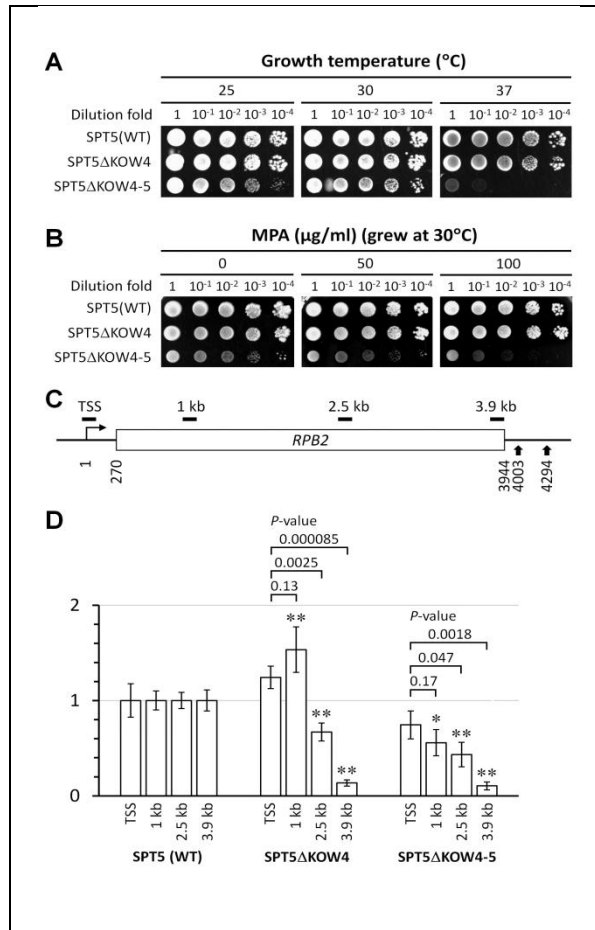 A
Growth temperature (°C)
25 30 37
Dilution fold 1 10⁻¹ 10⁻² 10⁻³ 10⁻⁴ 1 10⁻¹ 10⁻² 10⁻³ 10⁻⁴ 1 10⁻¹ 10⁻² 10⁻³ 10⁻⁴
SPT5(WT)
SPT5ΔKOW4
SPT5ΔKOW4-5
B
MPA (µg/ml) (grew at 30°C)
0 50 100
Dilution fold 1 10⁻¹ 10⁻² 10⁻³ 10⁻⁴ 1 10⁻¹ 10⁻² 10⁻³ 10⁻⁴ 1 10⁻¹ 10⁻² 10⁻³ 10⁻⁴
SPT5(WT)
SPT5ΔKOW4
SPT5ΔKOW4-5
C
TSS 1 kb 2.5 kb 3.9 kb
RPB2
1 270 3944 4003 4294
D
P-value
0.000085
0.0025
0.13
P-value
0.0018
0.047
0.17
2
1
0
** ** ** * ** **
TSS 1 kb 2.5 kb 3.9 kb TSS 1 kb 2.5 kb 3.9 kb TSS 1 kb 2.5 kb 3.9 kb
SPT5 (WT) SPT5ΔKOW4 SPT5ΔKOW4-5